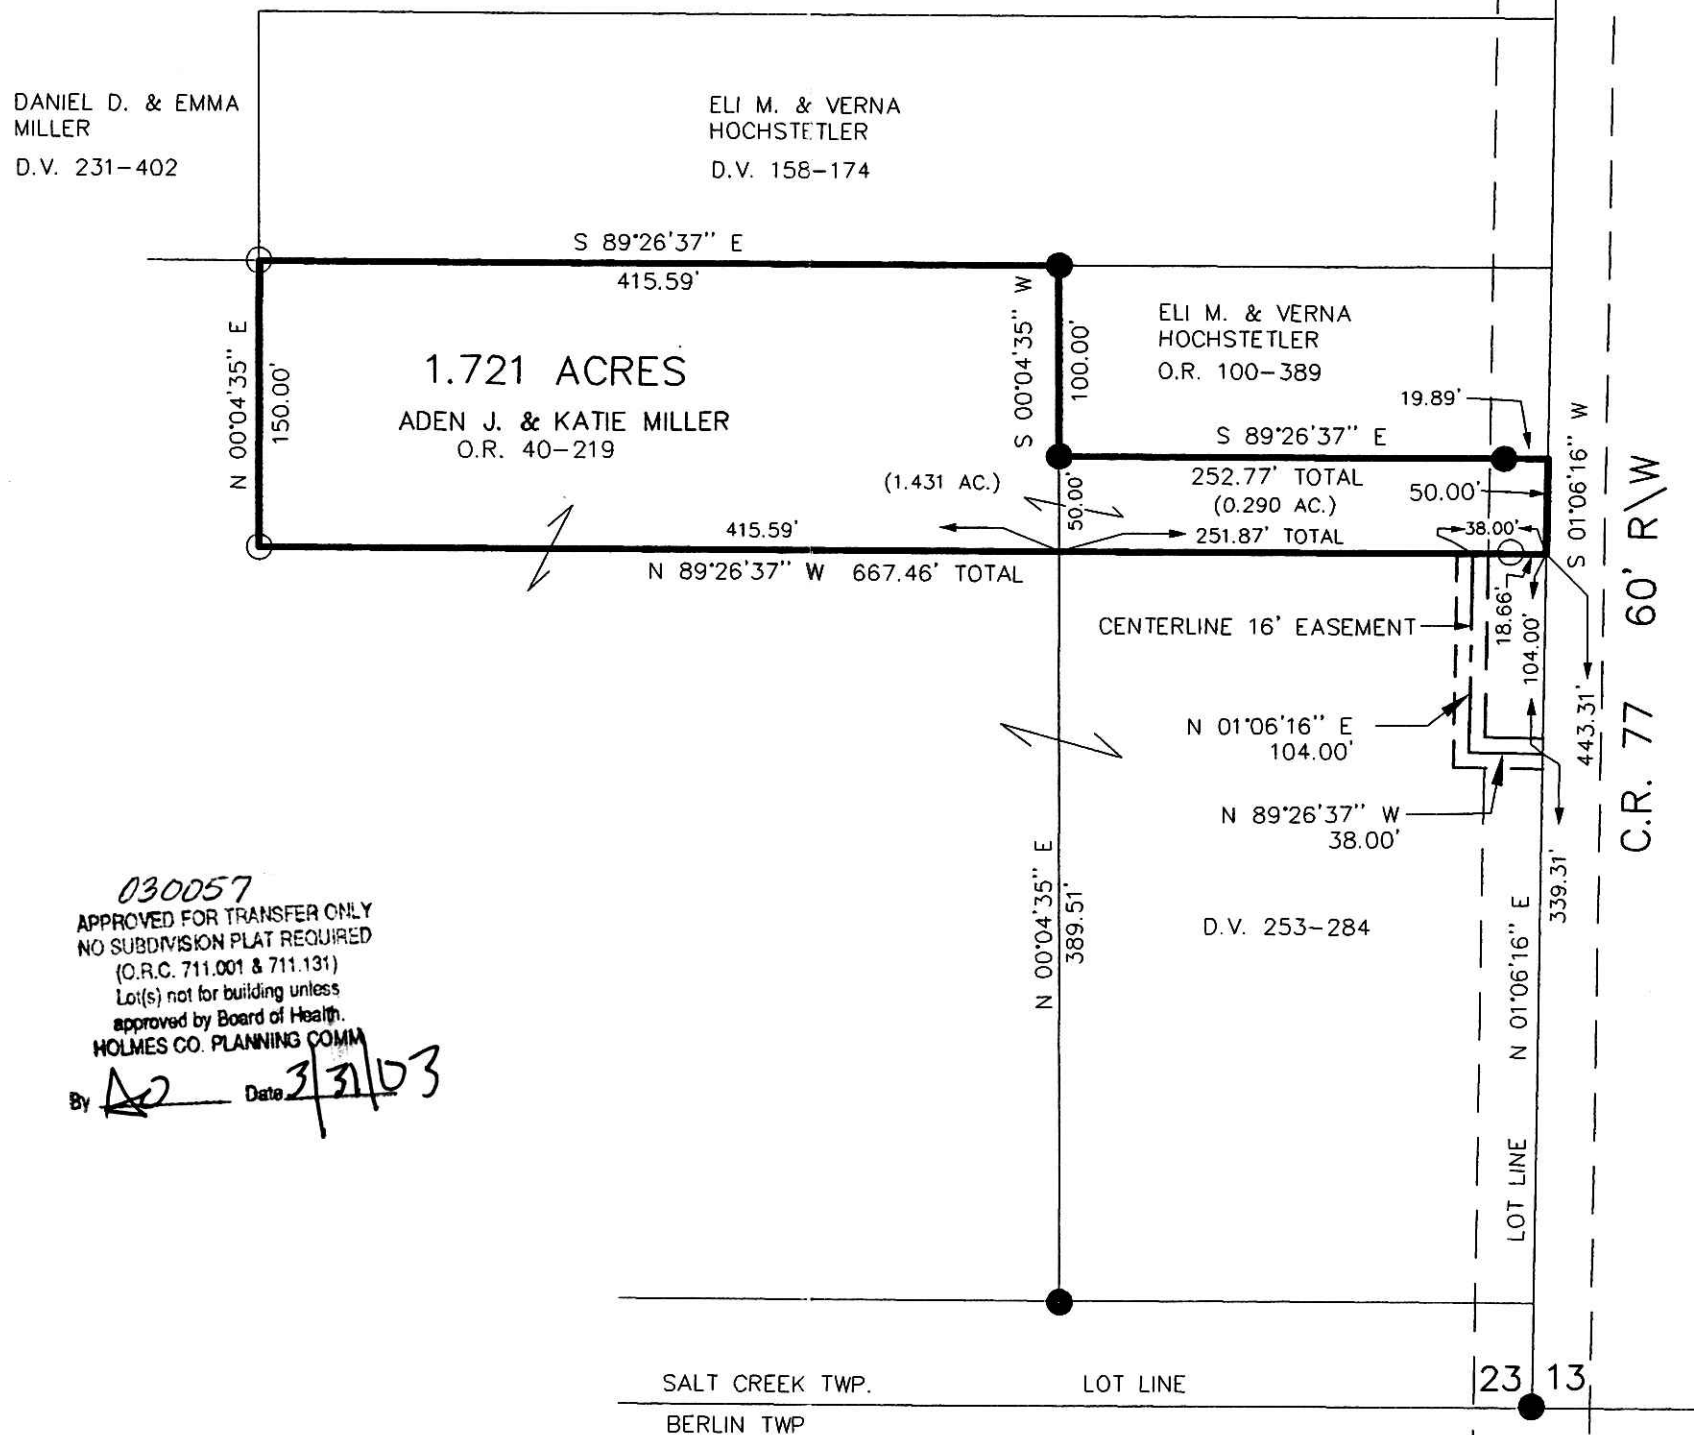 DANIEL D. & EMMA
MILLER
D.V. 231-402
ELI M. & VERNA
HOCHSTETLER
D.V. 158-174
S 89°26'37" E
415.59'
N 00°04'35" E
150.00'
1.721 ACRES
ADEN J. & KATIE MILLER
O.R. 40-219
S 00°04'35" W
100.00'
ELI M. & VERNA
HOCHSTETLER
O.R. 100-389
19.89'
S 89°26'37" E
252.77' TOTAL
(0.290 AC.)
251.87' TOTAL
50.00'
38.00'
S 01°06'16" W
(1.431 AC.)
50.00'
415.59'
N 89°26'37" W 667.46' TOTAL
C.R. 77 60' R\W
CENTERLINE 16' EASEMENT
18.66'
104.00'
443.31'
N 01°06'16" E
104.00'
N 89°26'37" W
38.00'
339.31'
N 00°04'35" E
389.51'
D.V. 253-284
LOT LINE N 01°06'16" E
030057
APPROVED FOR TRANSFER ONLY
NO SUBDIVISION PLAT REQUIRED
(O.R.C. 711.001 & 711.131)
Lot(s) not for building unless
approved by Board of Health.
HOLMES CO. PLANNING COMM
By Date 3/31/03
SALT CREEK TWP. LOT LINE
23 13
BERLIN TWP